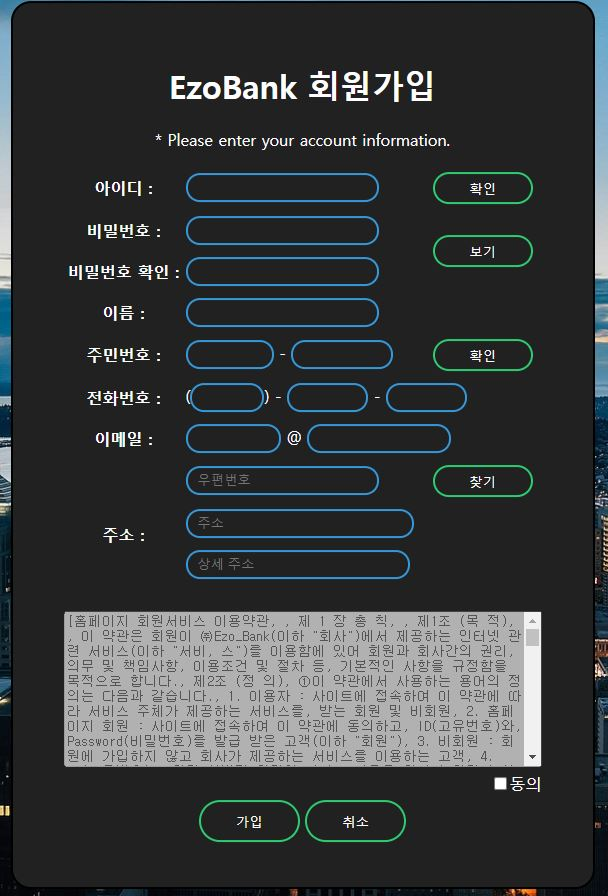 EzoBank 회원가입
* Please enter your account information.
아이디 : 확인
비밀번호 :
보기
비밀번호 확인 :
이름 :
주민번호 : - 확인
전화번호 : ( ) - -
이메일 : @
우편번호 찾기
주소 : 주소
상세 주소
[홈페이지 회원서비스 이용약관, , 제 1 장 총 칙, , 제1조 (목 적),
, 이 약관은 회원이 ㈜Ezo_Bank(이하 "회사")에서 제공하는 인터넷 관
련 서비스(이하 "서비, 스")를 이용함에 있어 회원과 회사간의 권리,
의무 및 책임사항, 이용조건 및 절차 등, 기본적인 사항을 규정함을
목적으로 합니다., 제2조 (정 의), ①이 약관에서 사용하는 용어의 정
의는 다음과 같습니다., 1. 이용자 : 사이트에 접속하여 이 약관에 따
라 서비스 주체가 제공하는 서비스를, 받는 회원 및 비회원, 2. 홈페
이지 회원 : 사이트에 접속하여 이 약관에 동의하고, ID(고유번호)와,
Password(비밀번호)를 발급 받은 고객(이하 "회원"), 3. 비회원 : 회
원에 가입하지 않고 회사가 제공하는 서비스를 이용하는 고객, 4.
동의
가입 취소